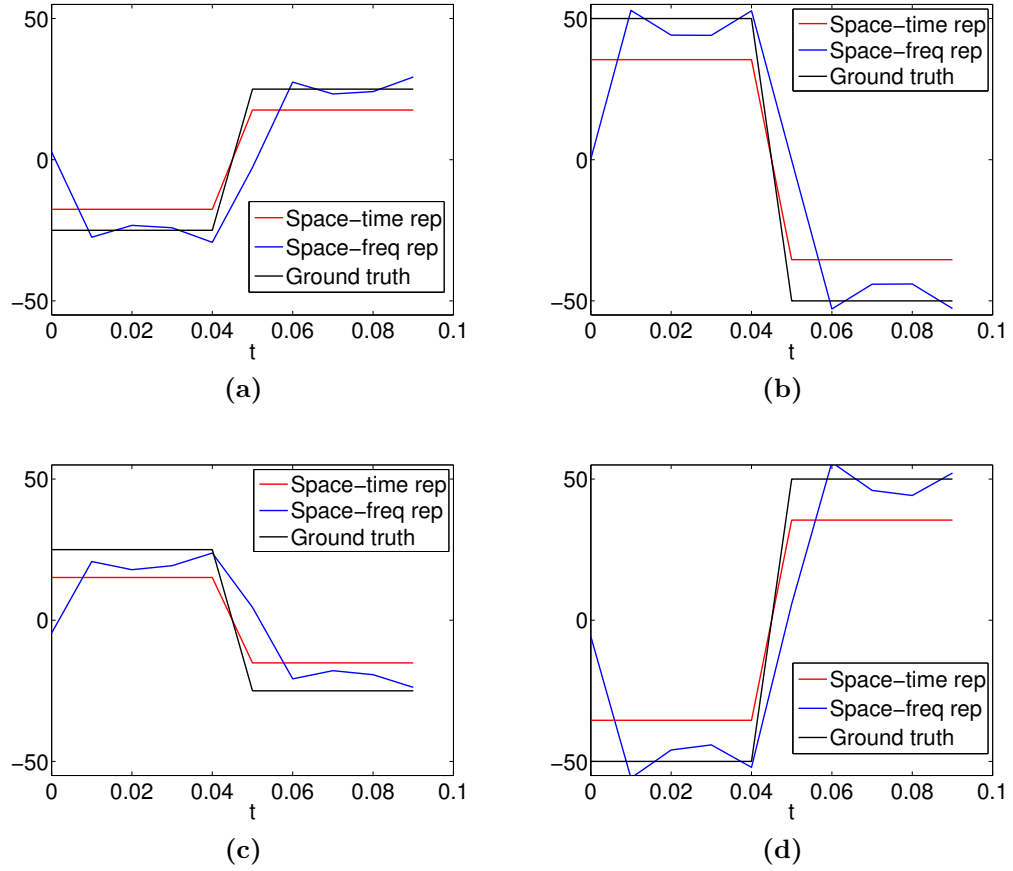 50
0
−50
0
0.02
0.04
0.06
0.08
0.1
t
Space−time rep
Space−freq rep
Ground truth
(a)
50
0
−50
0
0.02
0.04
0.06
0.08
0.1
t
Space−time rep
Space−freq rep
Ground truth
(b)
50
0
−50
0
0.02
0.04
0.06
0.08
0.1
t
Space−time rep
Space−freq rep
Ground truth
(c)
50
0
−50
0
0.02
0.04
0.06
0.08
0.1
t
Space−time rep
Space−freq rep
Ground truth
(d)